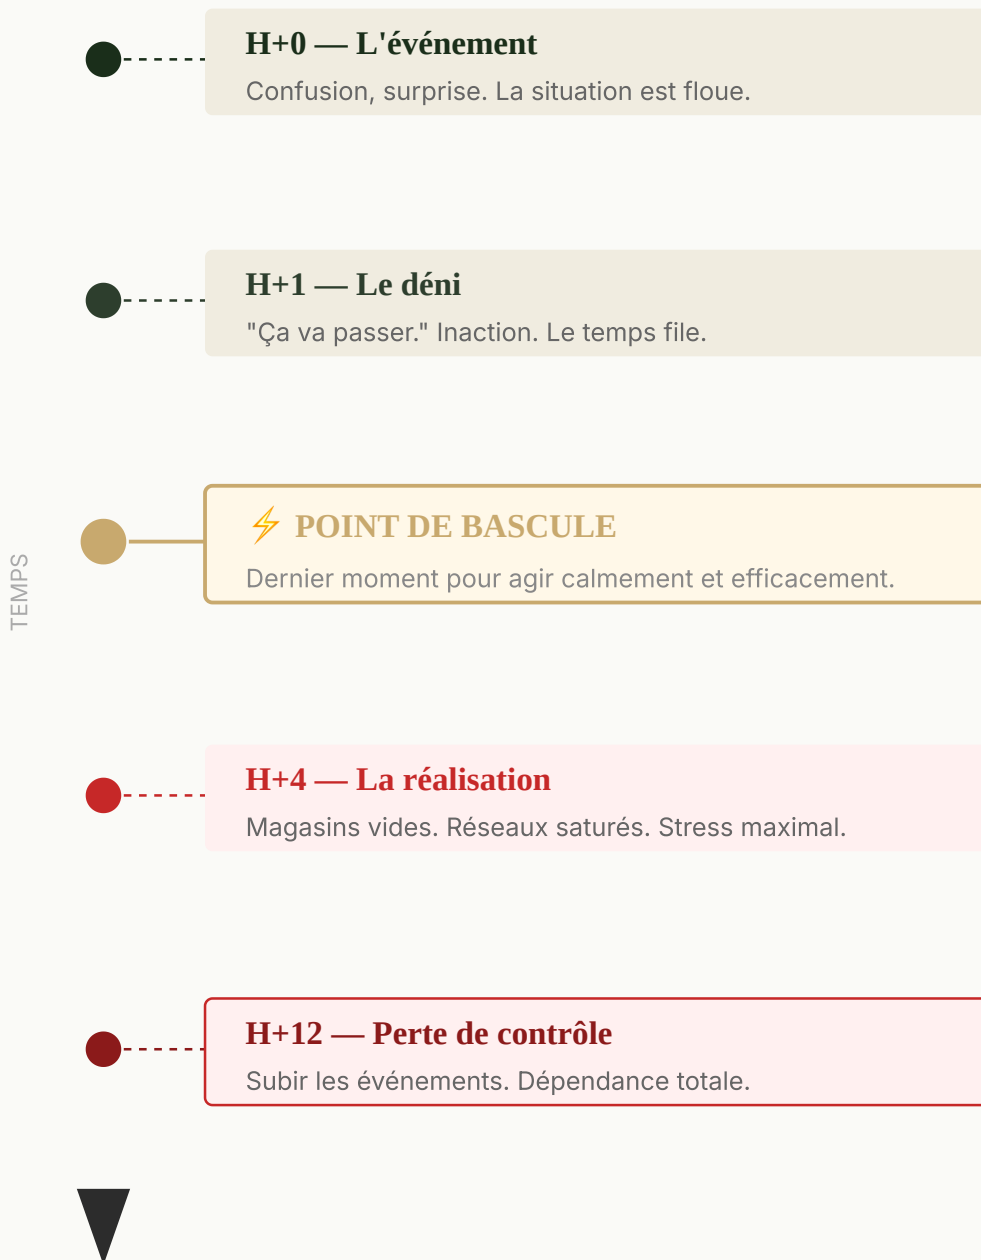 H+0 — L'événement
Confusion, surprise. La situation est floue.
H+1 — Le déni
"Ça va passer." Inaction. Le temps file.
TEMPS
⚡ POINT DE BASCULE
Dernier moment pour agir calmement et efficacement.
H+4 — La réalisation
Magasins vides. Réseaux saturés. Stress maximal.
H+12 — Perte de contrôle
Subir les événements. Dépendance totale.